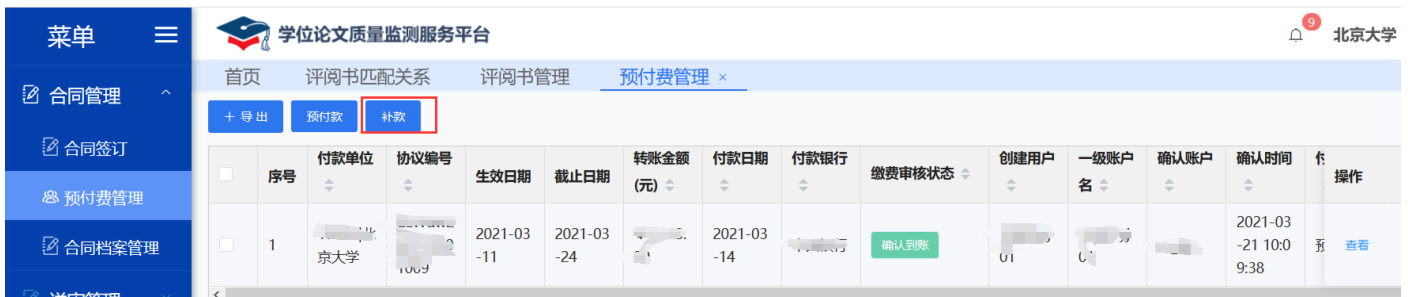 菜单
学位论文质量监测服务平台
9
北京大学
首页 评阅书匹配关系 评阅书管理 预付费管理 ×
合同管理
+ 导出 预付款 补款
合同签订
预付费管理
合同档案管理
序号 付款单位 协议编号 生效日期 截止日期 转账金额(元) 付款日期 付款银行 缴费审核状态 创建用户 一级账户名 确认账户 确认时间 操作
1
京大学
2021-03-11
2021-03-24
2021-03-14
确认到账
01
2021-03-21 10:09:38
查看